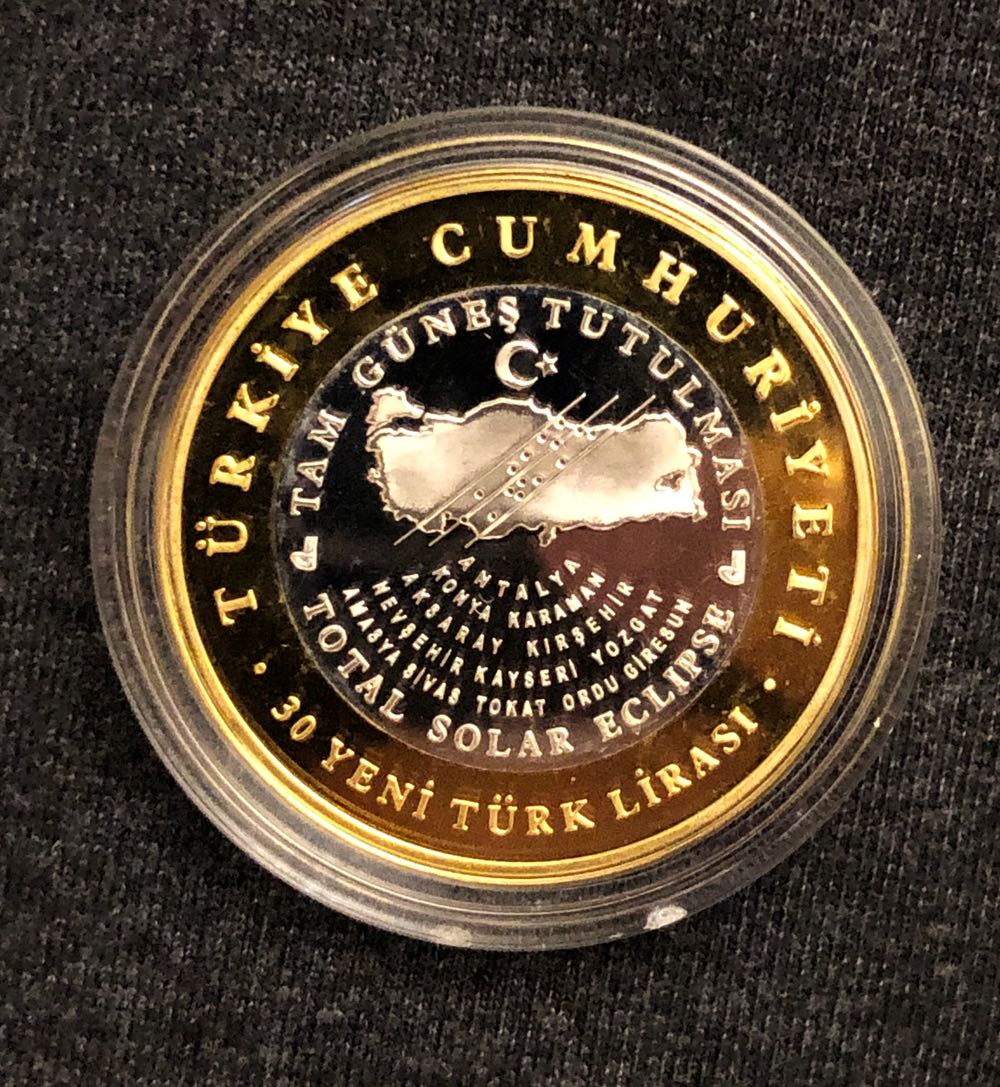 TÜRKİYE CUMHURİYETİ
TAM GÜNEŞ TUTULMASI
ANTALYA
KONYA KARAMAN
AKSARAY KIRŞEHİR
NEVŞEHİR KAYSERİ YOZGAT
AMASYA SİVAS TOKAT ORDU GİRESUN
TOTAL SOLAR ECLIPSE
• 30 YENİ TÜRK LİRASI •